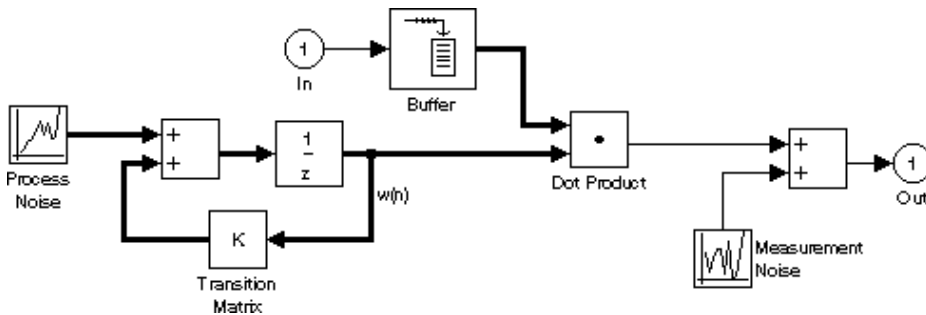 1
In
Buffer
Process
Noise
+
+
1
z
w(n)
K
Transition
Matrix
Dot Product
+
+
1
Out
Measurement
Noise